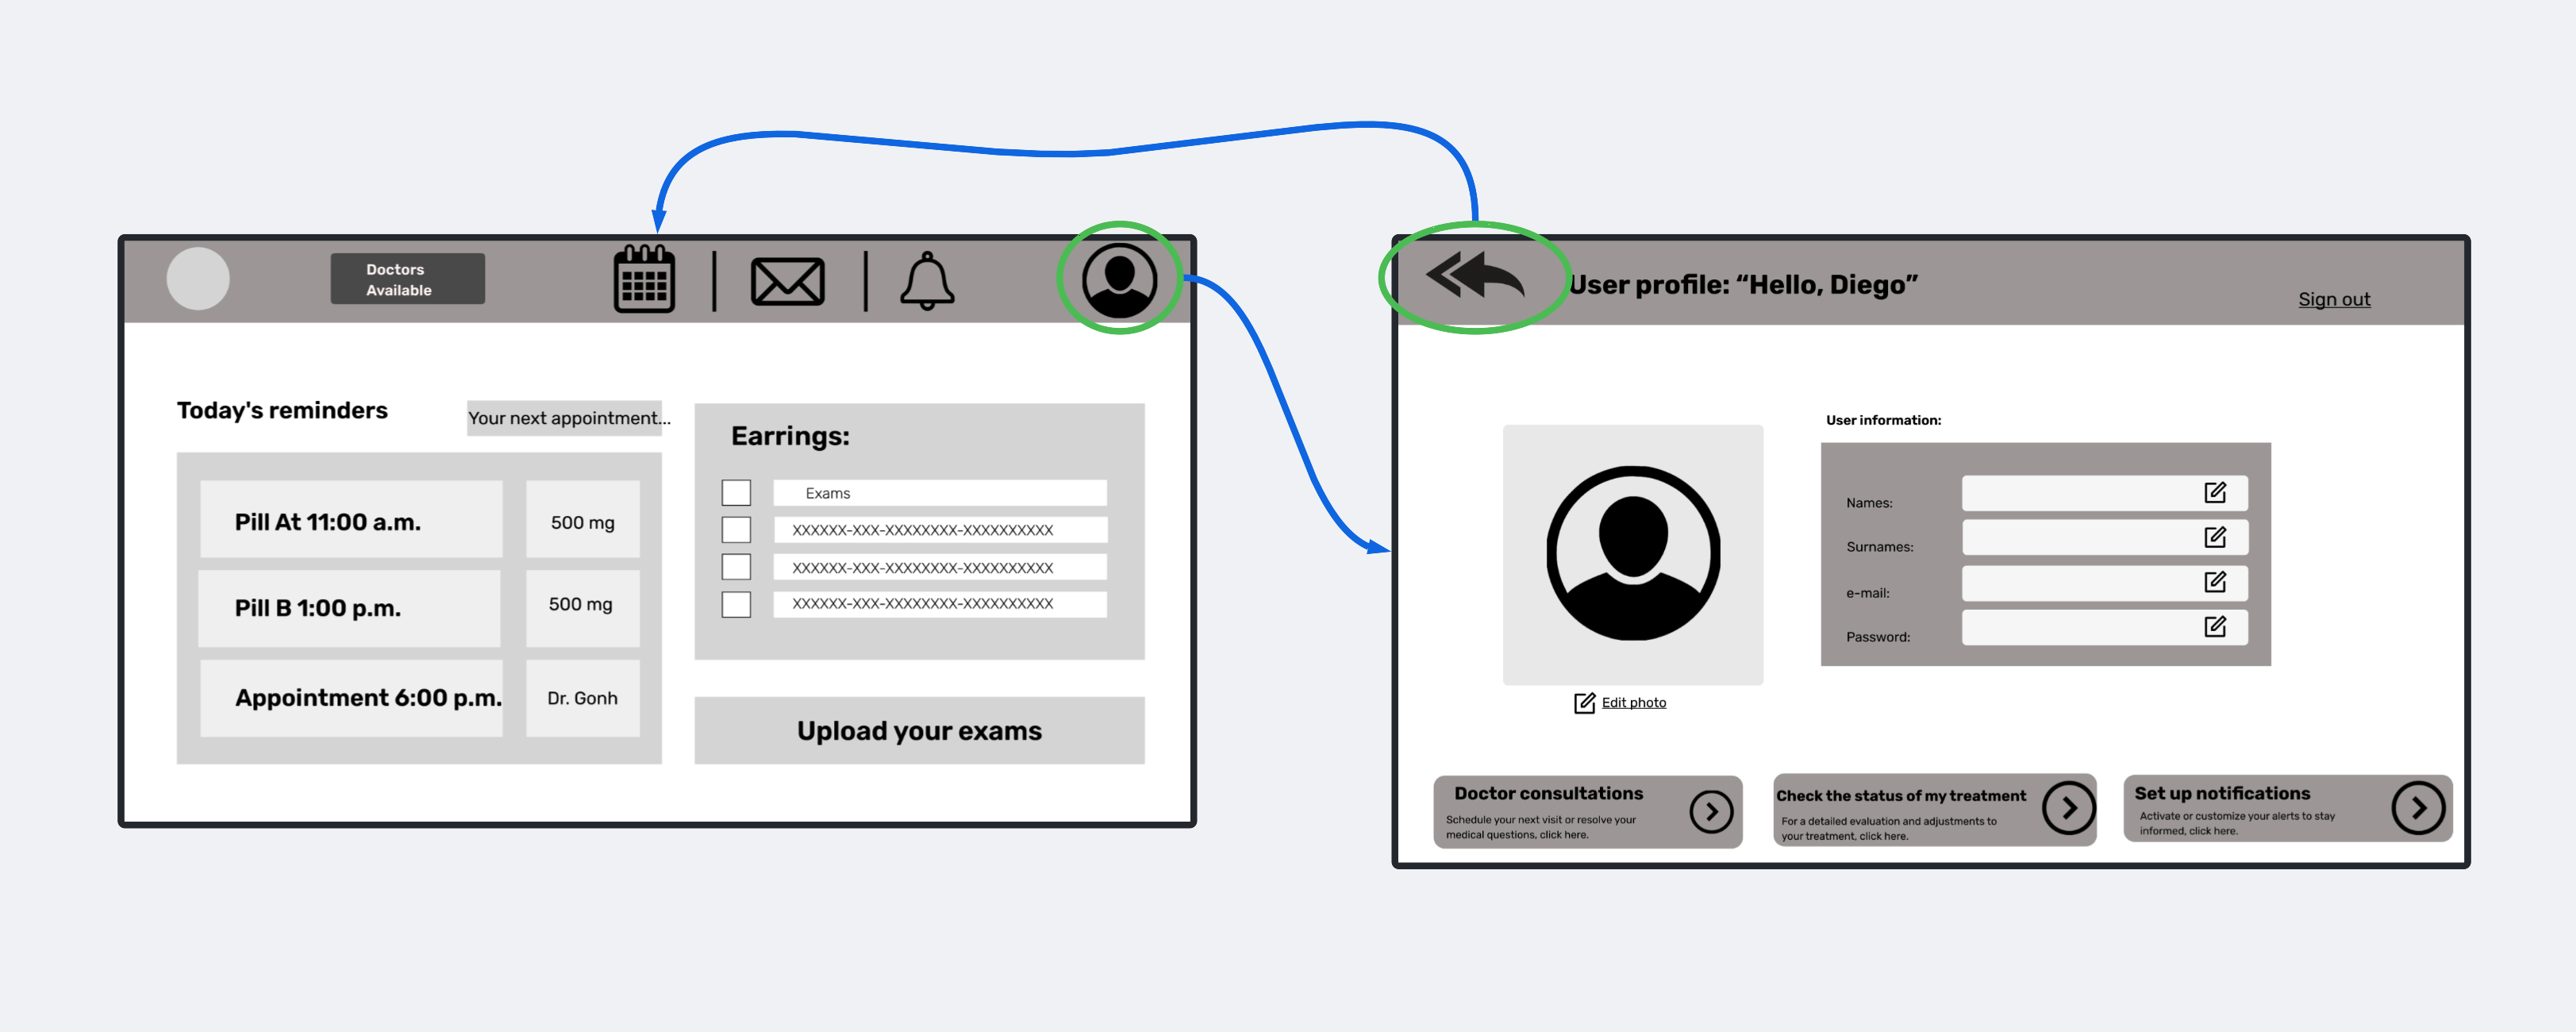 Doctors
Available
Today's reminders
Your next appointment...
Pill At 11:00 a.m.
500 mg
Pill B 1:00 p.m.
500 mg
Appointment 6:00 p.m.
Dr. Gonh
Earrings:
Exams
XXXXXX-XXX-XXXXXXXX-XXXXXXXXXX
XXXXXX-XXX-XXXXXXXX-XXXXXXXXXX
XXXXXX-XXX-XXXXXXXX-XXXXXXXXXX
Upload your exams
User profile: “Hello, Diego”
Sign out
User information:
Names:
Surnames:
e-mail:
Password:
Edit photo
Doctor consultations
Schedule your next visit or resolve your
medical questions, click here.
Check the status of my treatment
For a detailed evaluation and adjustments to
your treatment, click here.
Set up notifications
Activate or customize your alerts to stay
informed, click here.